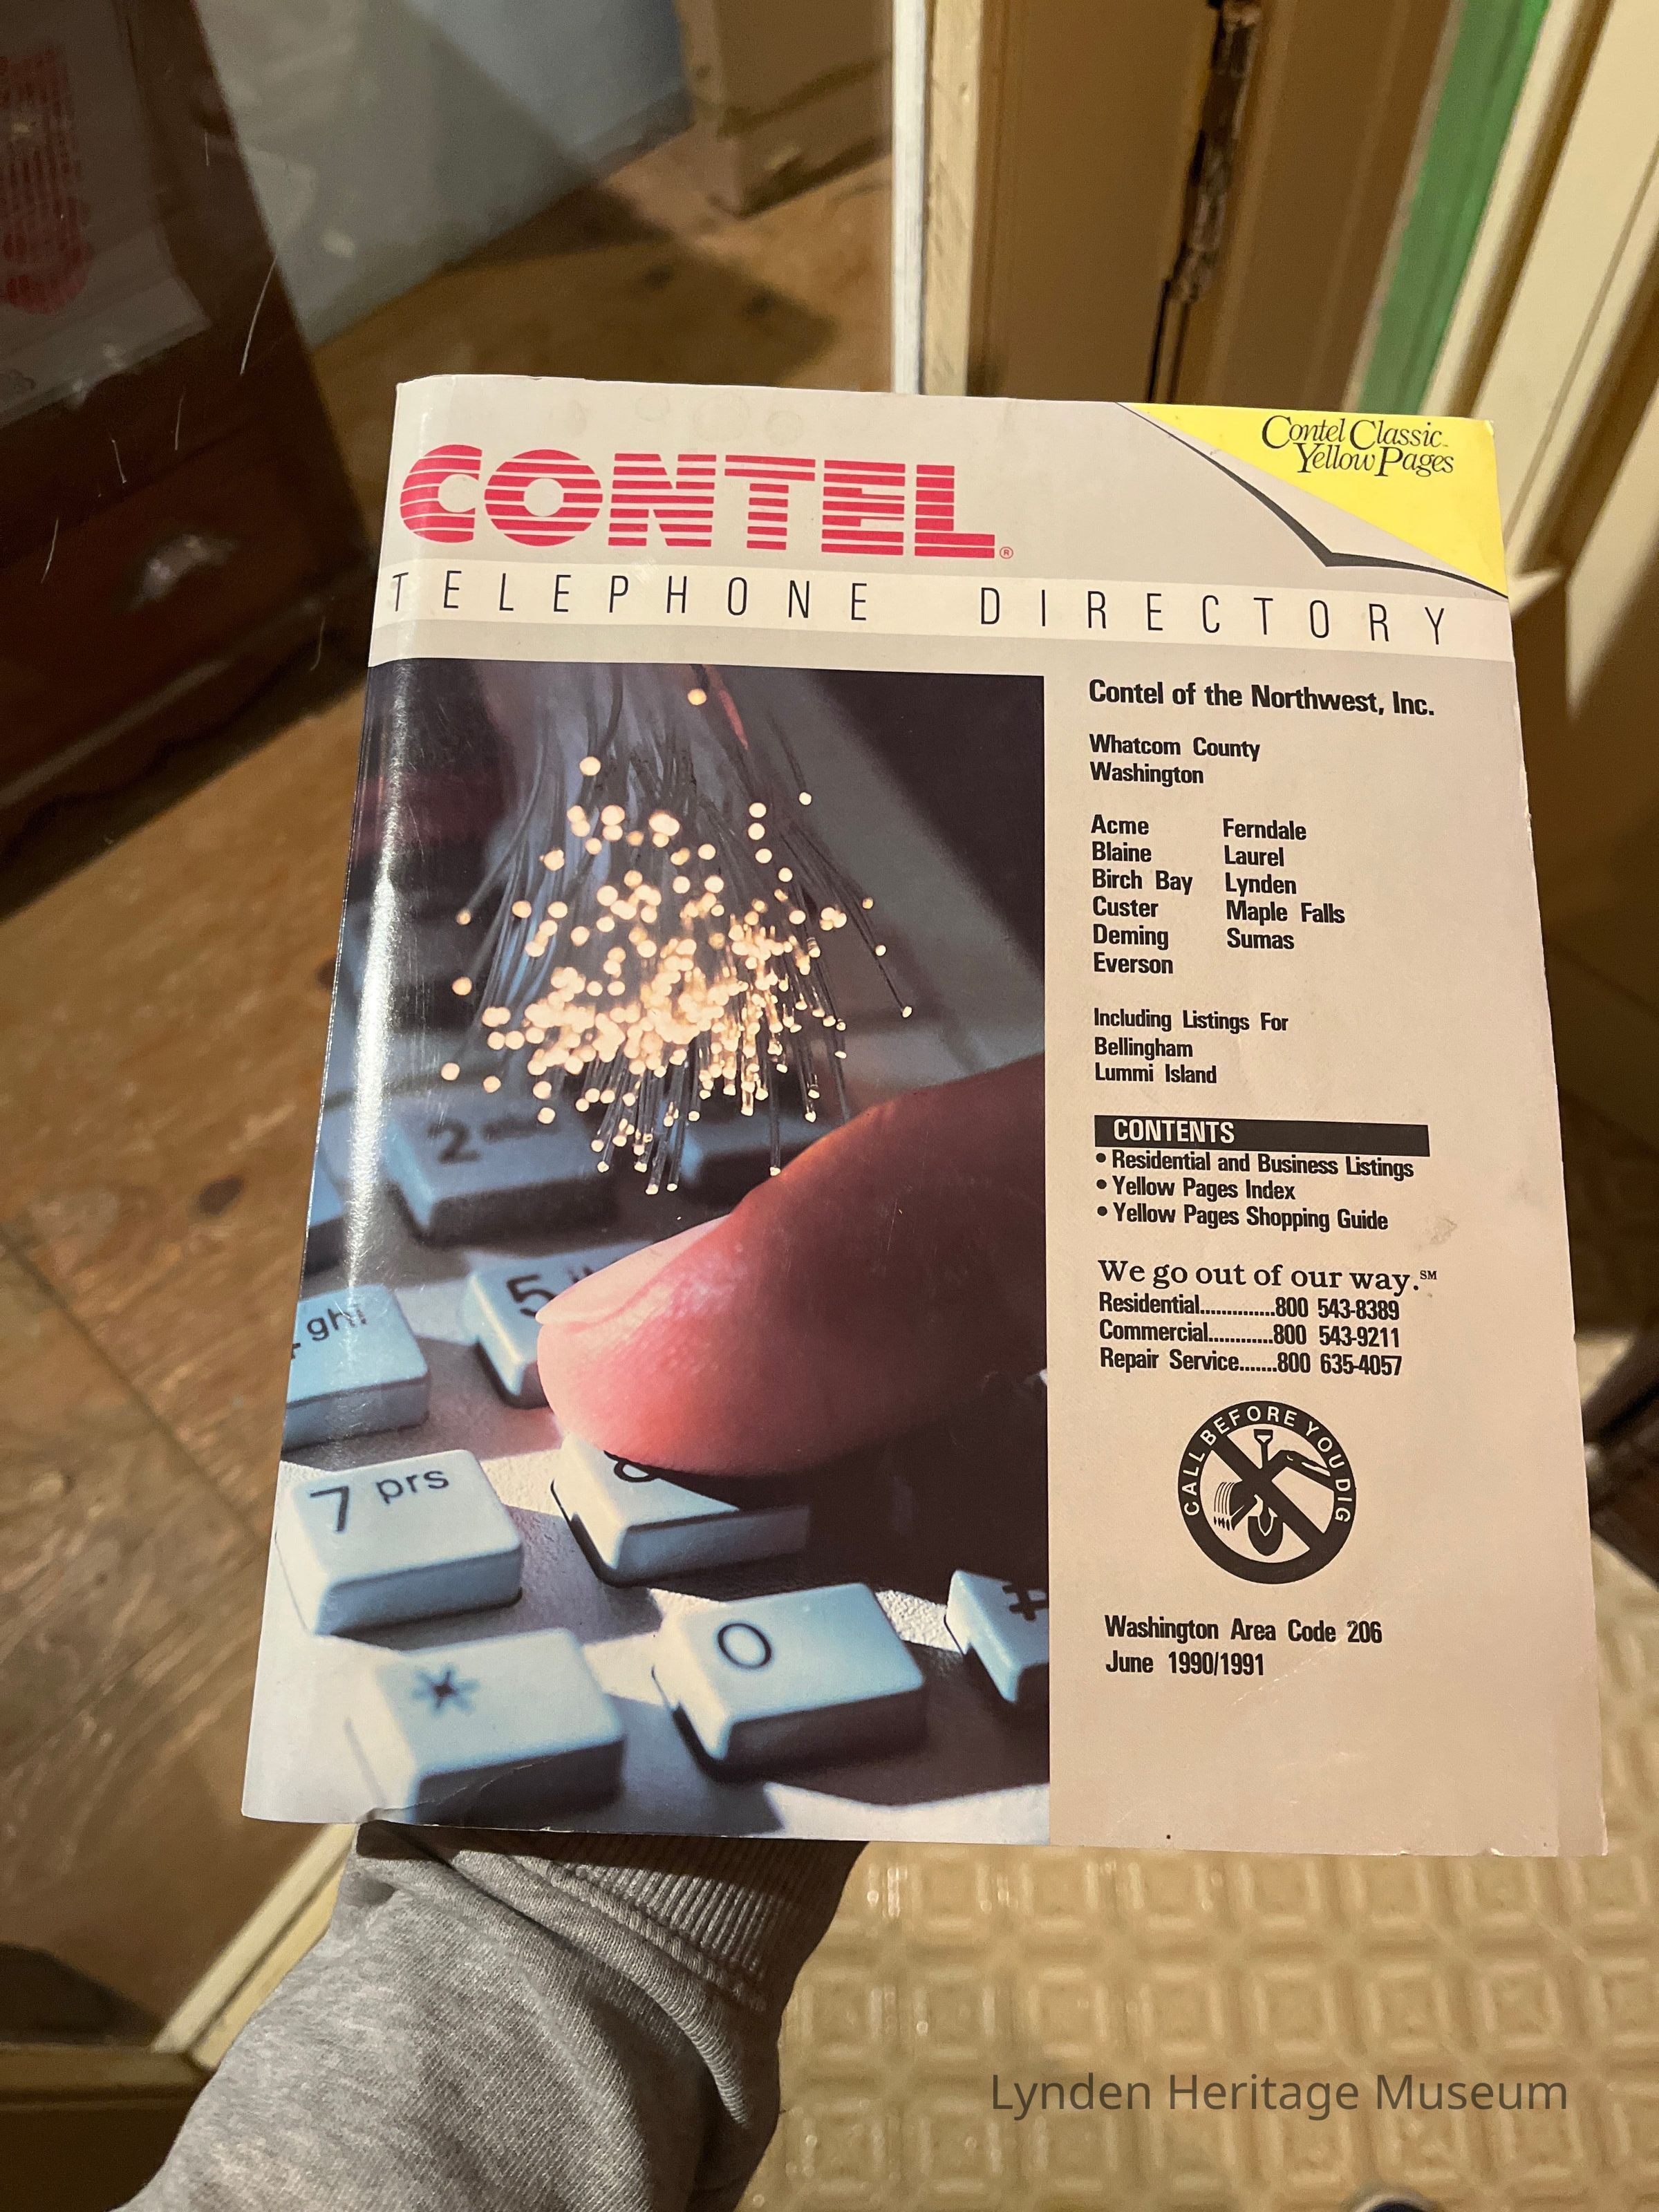 Contel Classic
Yellow Pages
CONTEL®
TELEPHONE DIRECTORY
Contel of the Northwest, Inc.
Whatcom County
Washington
Acme
Blaine
Birch Bay
Custer
Deming
Everson
Ferndale
Laurel
Lynden
Maple Falls
Sumas
Including Listings For
Bellingham
Lummi Island
CONTENTS
• Residential and Business Listings
• Yellow Pages Index
• Yellow Pages Shopping Guide
We go out of our way.℠
Residential..............800 543-8389
Commercial............800 543-9211
Repair Service.......800 635-4057
CALL BEFORE YOU DIG
Washington Area Code 206
June 1990/1991
2
5
ghi
7 prs
0
Lynden Heritage Museum